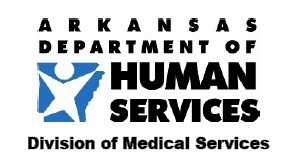 ARKANSAS
DEPARTMENT OF
HUMAN
SERVICES
Division of Medical Services